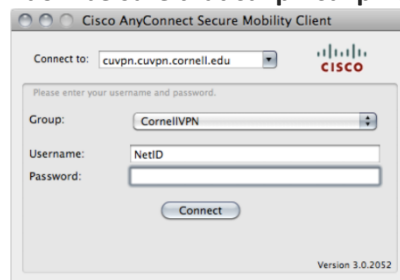 Cisco AnyConnect Secure Mobility Client
Connect to: cuvpn.cuvpn.cornell.edu
CISCO
Please enter your username and password.
Group: CornellVPN
Username: NetID
Password:
Connect
Version 3.0.2052